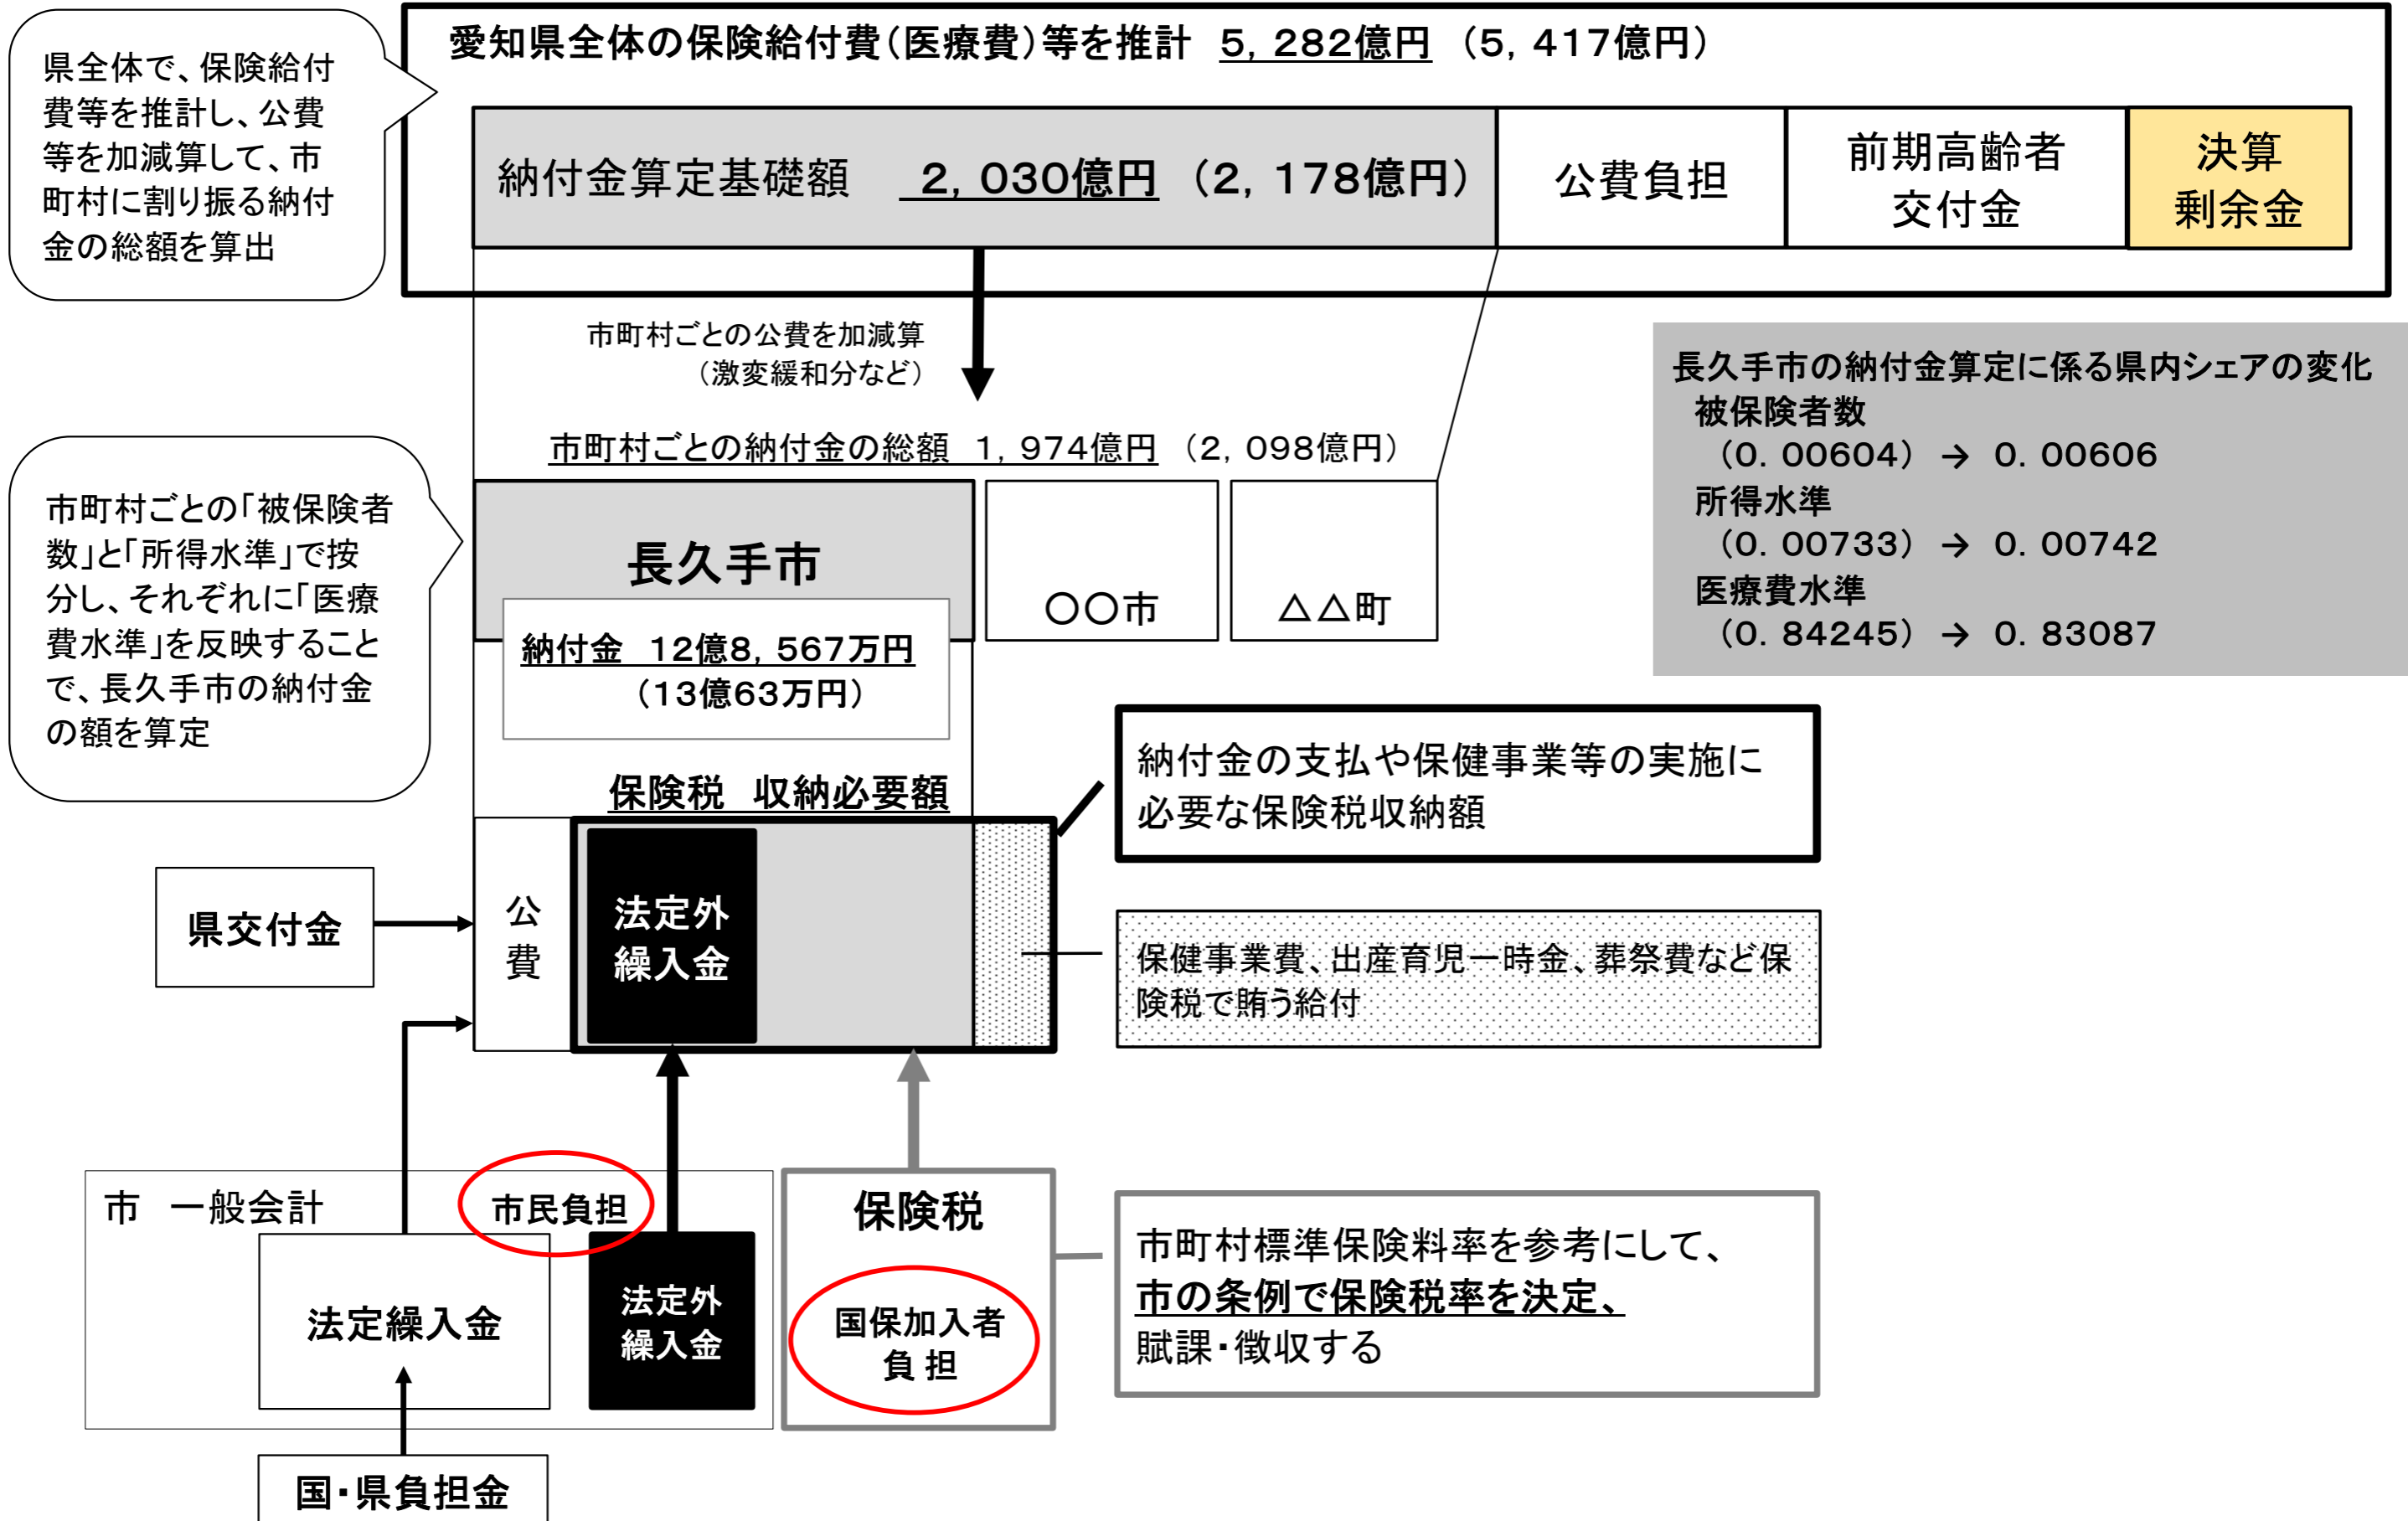 愛知県全体の保険給付費(医療費)等を推計　5,282億円　(5,417億円)
県全体で、保険給付
費等を推計し、公費
等を加減算して、市
町村に割り振る納付
金の総額を算出
納付金算定基礎額　2,030億円　(2,178億円)
公費負担
前期高齢者
交付金
決算
剰余金
市町村ごとの公費を加減算
(激変緩和分など)
長久手市の納付金算定に係る県内シェアの変化
被保険者数
(0.00604) → 0.00606
所得水準
(0.00733) → 0.00742
医療費水準
(0.84245) → 0.83087
市町村ごとの納付金の総額　1,974億円　(2,098億円)
市町村ごとの「被保険者
数」と「所得水準」で按
分し、それぞれに「医療
費水準」を反映すること
で、長久手市の納付金
の額を算定
長久手市
納付金　12億8,567万円
(13億63万円)
〇〇市
△△町
保険税　収納必要額
納付金の支払や保健事業等の実施に
必要な保険税収納額
県交付金
公
費
法定外
繰入金
保健事業費、出産育児一時金、葬祭費など保
険税で賄う給付
市　一般会計
市民負担
法定繰入金
法定外
繰入金
保険税
国保加入者
負 担
市町村標準保険料率を参考にして、
市の条例で保険税率を決定、
賦課・徴収する
国・県負担金